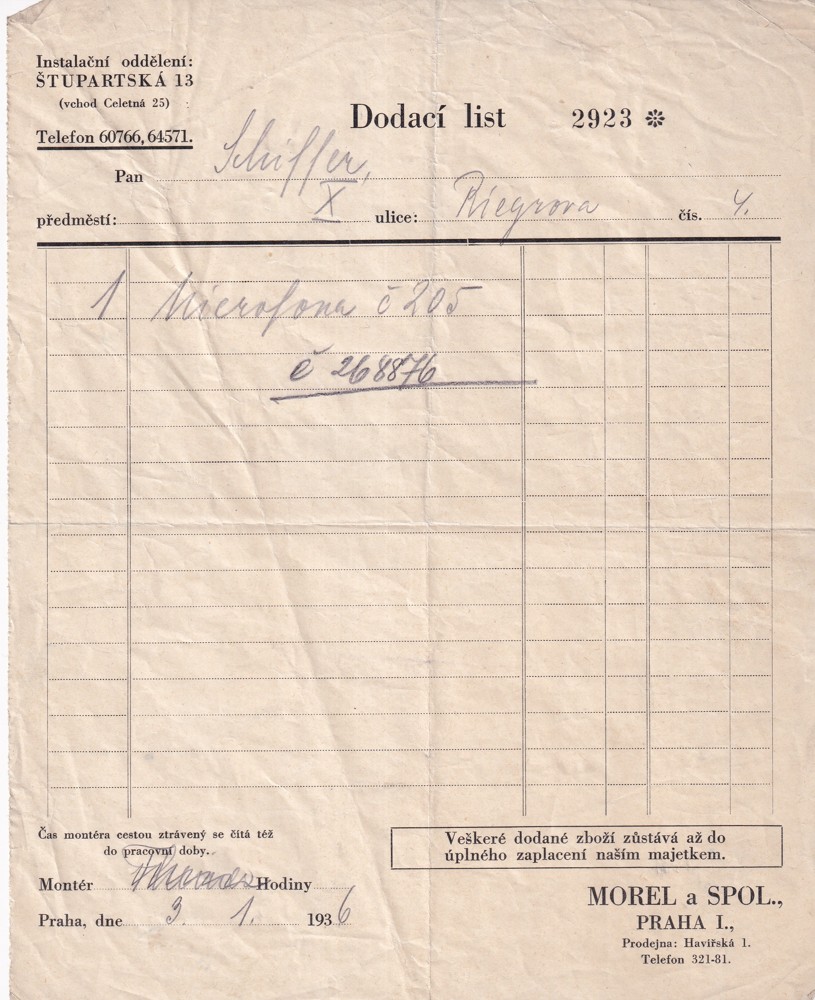 Instalační oddělení:
ŠTUPARTSKÁ 13
(vchod Celetná 25)
Telefon 60766, 64571.
Dodací list 2923 ❊
Pan Schiffer,
předměstí: X ulice: Riegrova čís. 4.
1 Microfona č 205
č 268876
Čas montéra cestou ztrávený se čítá též
do pracovní doby.
Montér Hodiny
Praha, dne 3. 1. 1936
Veškeré dodané zboží zůstává až do
úplného zaplacení naším majetkem.
MOREL a SPOL.,
PRAHA I.,
Prodejna: Havířská 1.
Telefon 321-81.